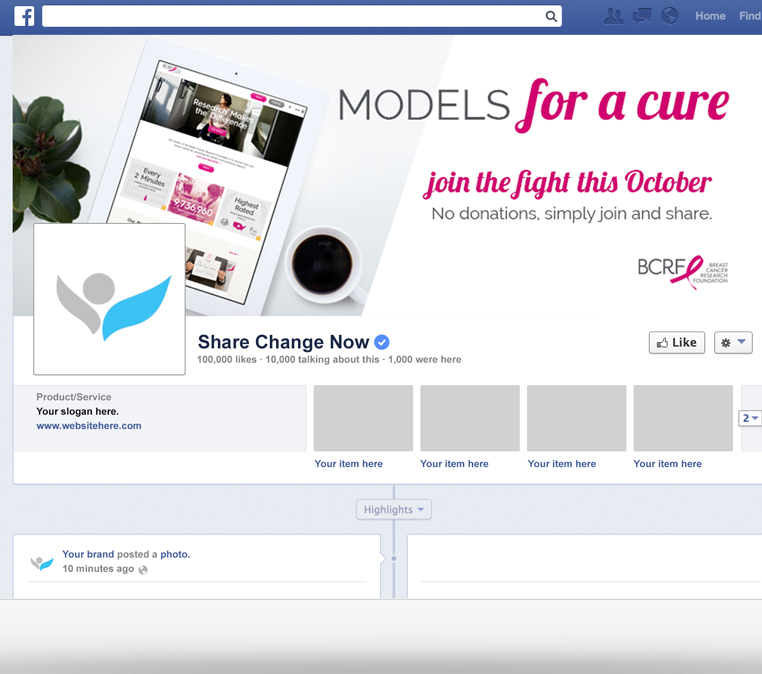 Home Find
MODELS for a cure
join the fight this October
No donations, simply join and share.
BCRF BREAST
CANCER
RESEARCH
FOUNDATION
BCRF
Research Makes
the Difference
Every
2 Minutes
9,736,960
Highest
Rated
Share Change Now
100,000 likes · 10,000 talking about this · 1,000 were here
Like
Product/Service
Your slogan here.
www.websitehere.com
2
Your item here
Your item here
Your item here
Your item here
Highlights
Your brand posted a photo.
10 minutes ago